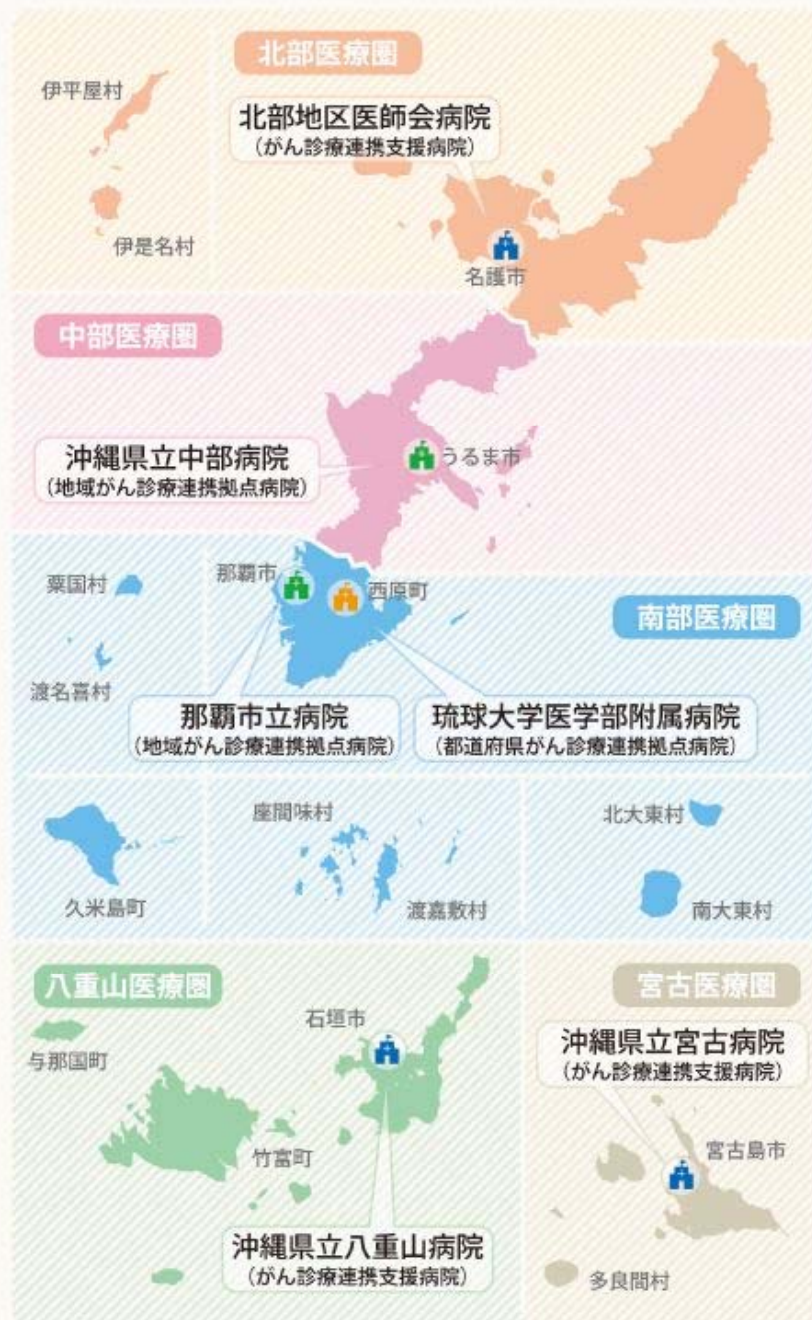 北部医療圏
伊平屋村
北部地区医師会病院
(がん診療連携支援病院)
伊是名村
名護市
中部医療圏
沖縄県立中部病院
(地域がん診療連携拠点病院)
うるま市
那覇市
西原町
粟国村
南部医療圏
渡名喜村
那覇市立病院
(地域がん診療連携拠点病院)
琉球大学医学部附属病院
(都道府県がん診療連携拠点病院)
座間味村
北大東村
久米島町
渡嘉敷村
南大東村
八重山医療圏
宮古医療圏
石垣市
与那国町
沖縄県立宮古病院
(がん診療連携支援病院)
竹富町
宮古島市
沖縄県立八重山病院
(がん診療連携支援病院)
多良間村